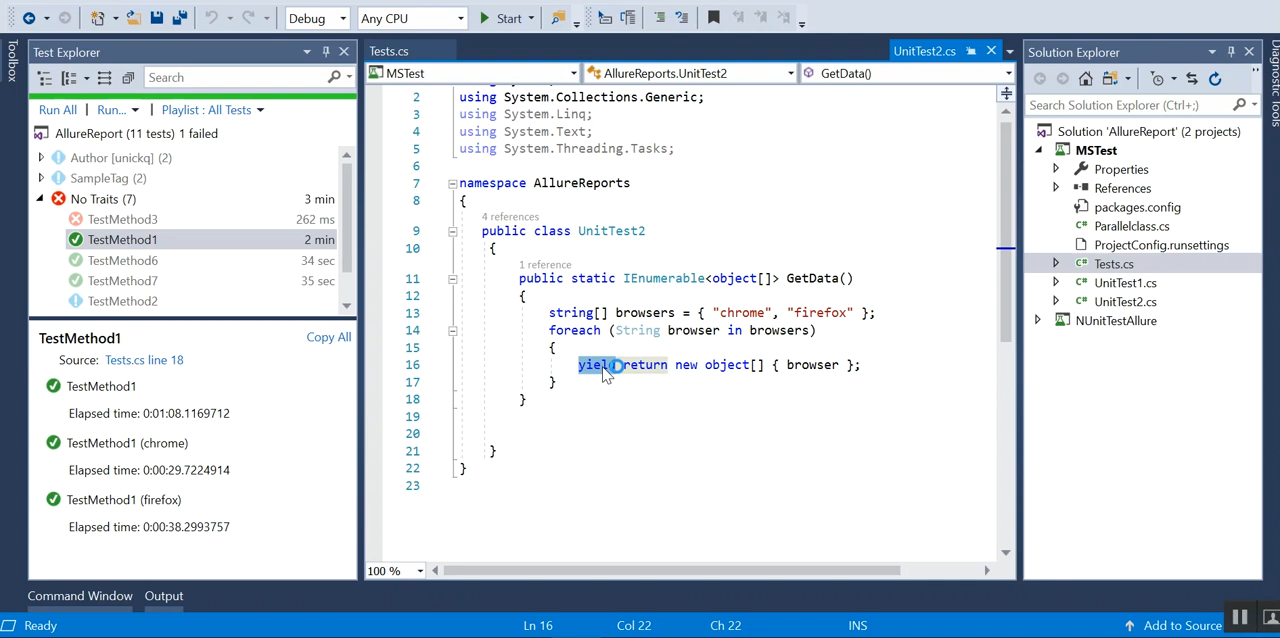 Debug
Any CPU
Start
Toolbox
Test Explorer
Search
Run All | Run... | Playlist : All Tests
AllureReport (11 tests) 1 failed
Author [unickq] (2)
SampleTag (2)
No Traits (7) 3 min
TestMethod3 262 ms
TestMethod1 2 min
TestMethod6 34 sec
TestMethod7 35 sec
TestMethod2
TestMethod1
Copy All
Source: Tests.cs line 18
TestMethod1
Elapsed time: 0:01:08.1169712
TestMethod1 (chrome)
Elapsed time: 0:00:29.7224914
TestMethod1 (firefox)
Elapsed time: 0:00:38.2993757
Tests.cs
UnitTest2.cs
MSTest
AllureReports.UnitTest2
GetData()
2 using System.Collections.Generic;
3 using System.Linq;
4 using System.Text;
5 using System.Threading.Tasks;
6
7 namespace AllureReports
8 {
4 references
9 public class UnitTest2
10 {
1 reference
11 public static IEnumerable<object[]> GetData()
12 {
13 string[] browsers = { "chrome", "firefox" };
14 foreach (String browser in browsers)
15 {
16 yield return new object[] { browser };
17 }
18 }
19
20
21 }
22 }
23
100 %
Solution Explorer
Search Solution Explorer (Ctrl+;)
Solution 'AllureReport' (2 projects)
MSTest
Properties
References
packages.config
Parallelclass.cs
ProjectConfig.runsettings
Tests.cs
UnitTest1.cs
UnitTest2.cs
NUnitTestAllure
Diagnostic Tools
Command Window
Output
Ready
Ln 16
Col 22
Ch 22
INS
Add to Source